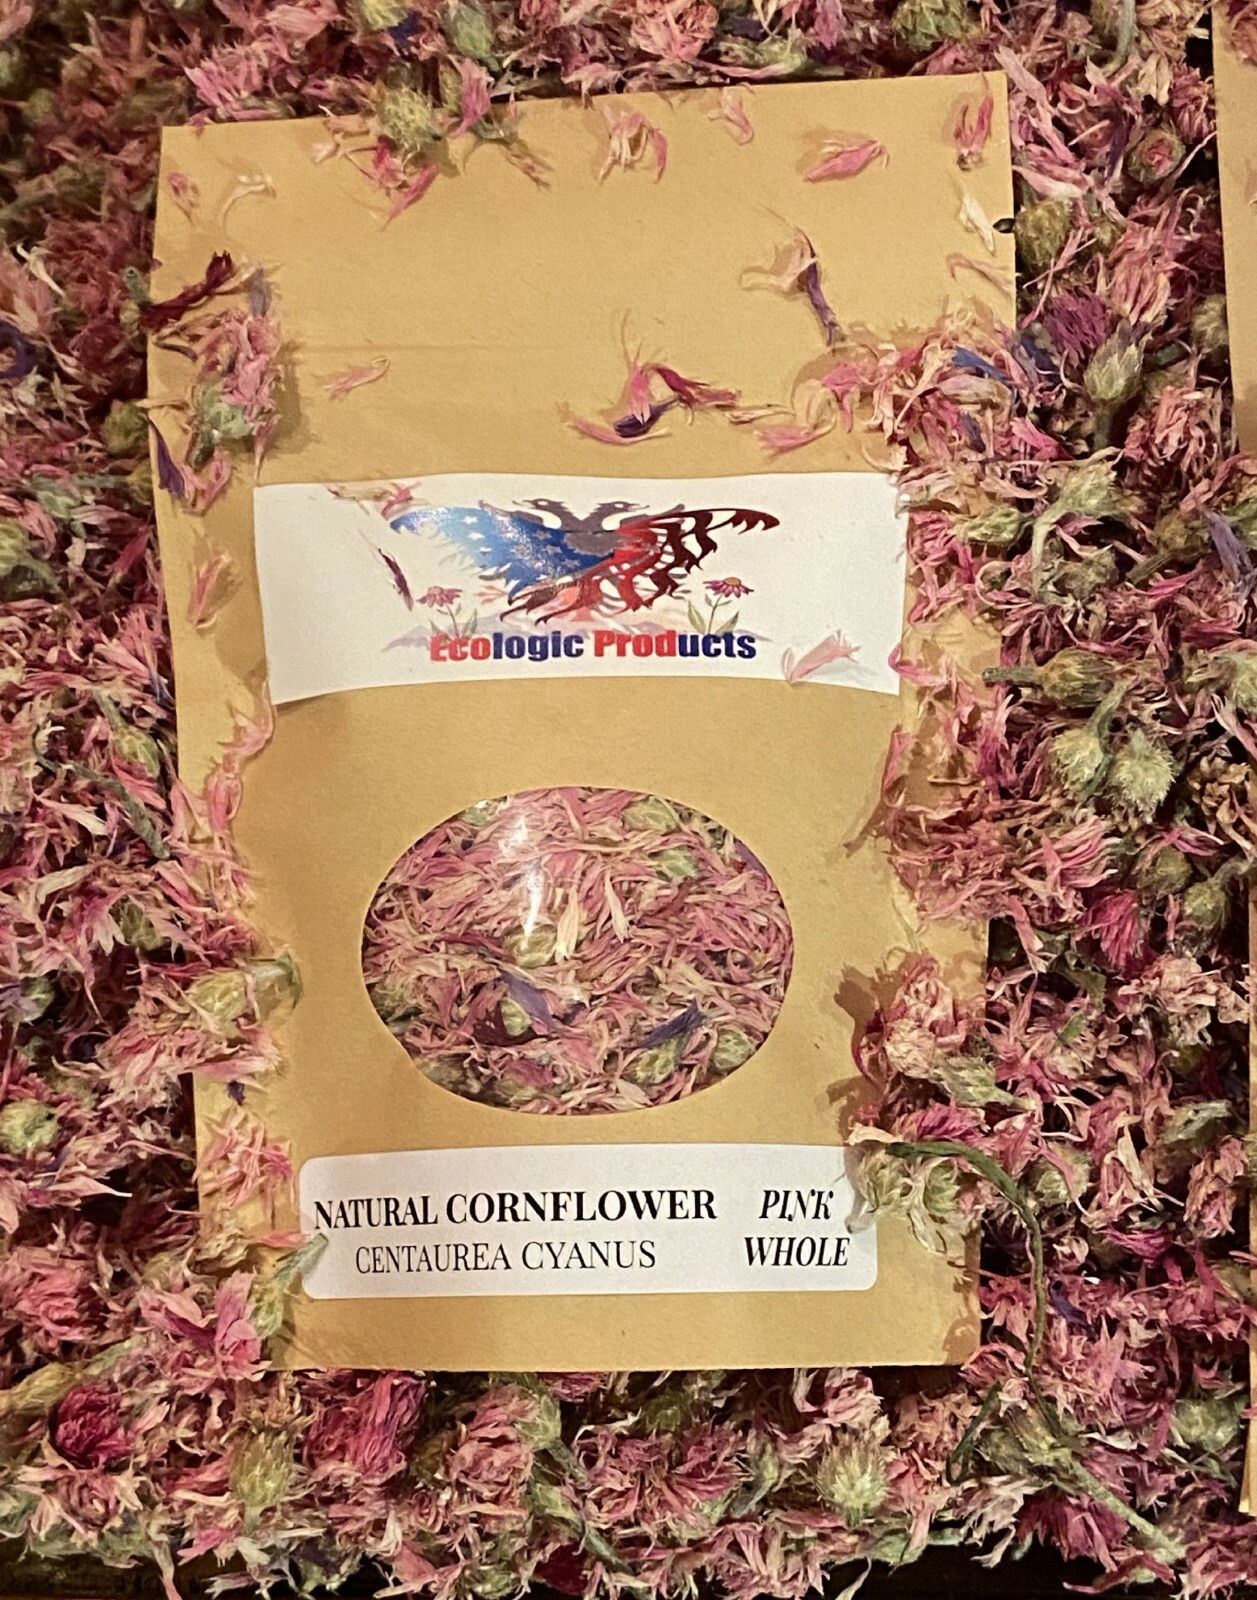 Ecologic Products
NATURAL CORNFLOWER PINK
CENTAUREA CYANUS WHOLE